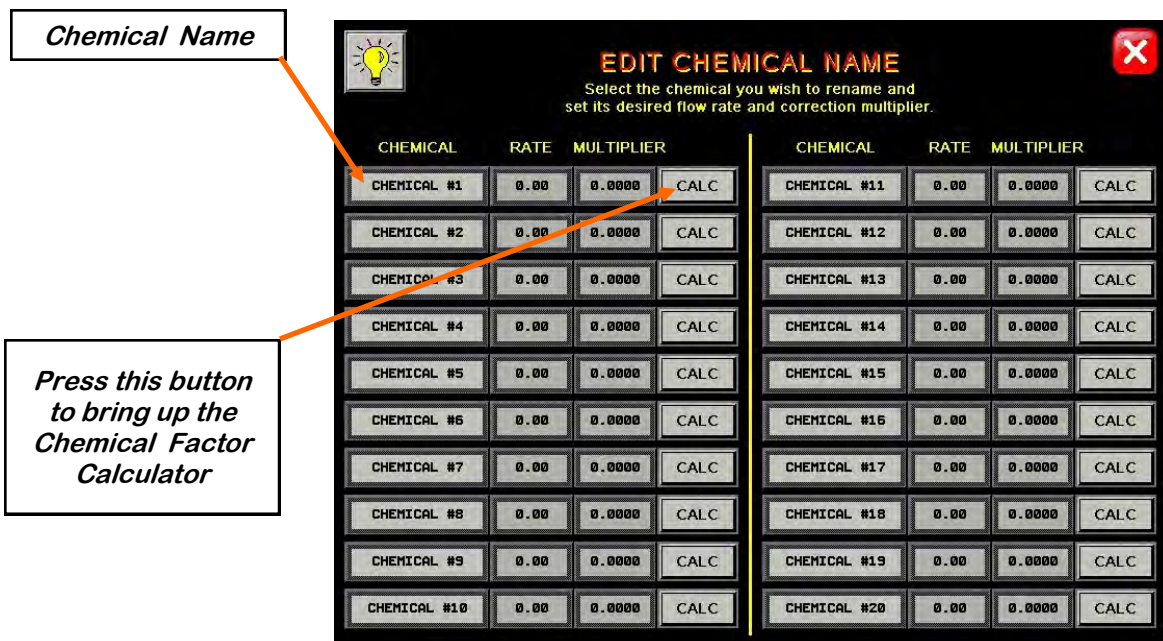 Chemical Name
EDIT CHEMICAL NAME
Select the chemical you wish to rename and
set its desired flow rate and correction multiplier.
CHEMICAL RATE MULTIPLIER CHEMICAL RATE MULTIPLIER
CHEMICAL #1 0.00 0.0000 CALC CHEMICAL #11 0.00 0.0000 CALC
CHEMICAL #2 0.00 0.0000 CALC CHEMICAL #12 0.00 0.0000 CALC
CHEMICAL #3 0.00 0.0000 CALC CHEMICAL #13 0.00 0.0000 CALC
CHEMICAL #4 0.00 0.0000 CALC CHEMICAL #14 0.00 0.0000 CALC
CHEMICAL #5 0.00 0.0000 CALC CHEMICAL #15 0.00 0.0000 CALC
CHEMICAL #6 0.00 0.0000 CALC CHEMICAL #16 0.00 0.0000 CALC
CHEMICAL #7 0.00 0.0000 CALC CHEMICAL #17 0.00 0.0000 CALC
CHEMICAL #8 0.00 0.0000 CALC CHEMICAL #18 0.00 0.0000 CALC
CHEMICAL #9 0.00 0.0000 CALC CHEMICAL #19 0.00 0.0000 CALC
CHEMICAL #10 0.00 0.0000 CALC CHEMICAL #20 0.00 0.0000 CALC
Press this button
to bring up the
Chemical Factor
Calculator